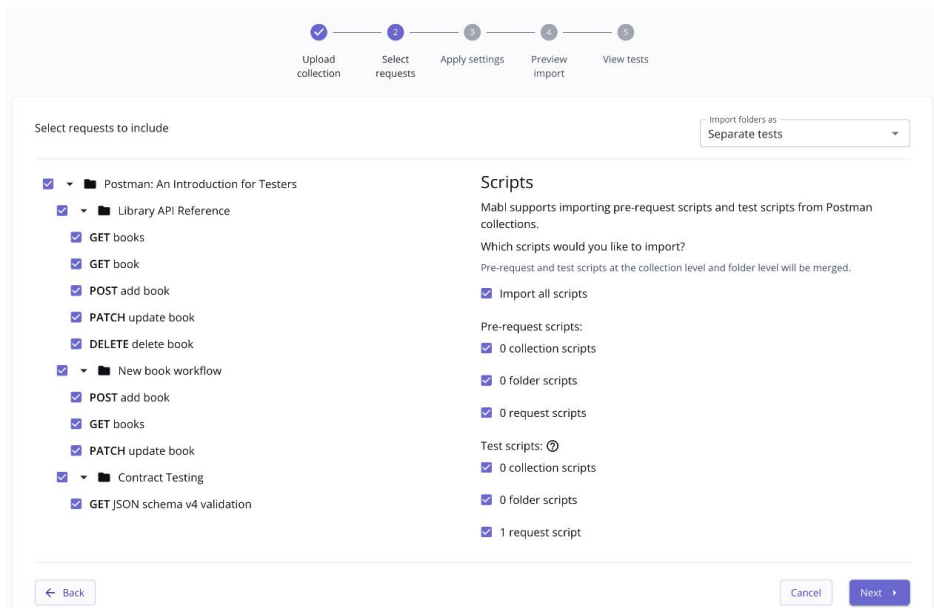 2
3
4
5
Upload
collection
Select
requests
Apply settings
Preview
import
View tests
Select requests to include
Import folders as
Separate tests
Postman: An Introduction for Testers
Library API Reference
GET books
GET book
POST add book
PATCH update book
DELETE delete book
New book workflow
POST add book
GET books
PATCH update book
Contract Testing
GET JSON schema v4 validation
Scripts
Mabl supports importing pre-request scripts and test scripts from Postman
collections.
Which scripts would you like to import?
Pre-request and test scripts at the collection level and folder level will be merged.
Import all scripts
Pre-request scripts:
0 collection scripts
0 folder scripts
0 request scripts
Test scripts: ?
0 collection scripts
0 folder scripts
1 request script
Back
Cancel
Next